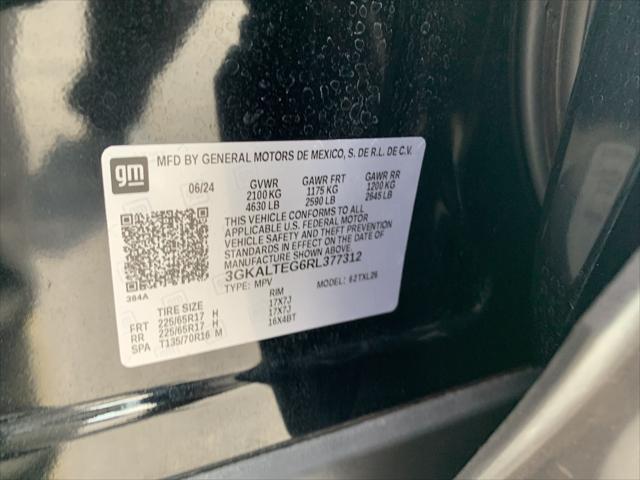 MFD BY GENERAL MOTORS DE MEXICO, S. DE R.L. DE C.V.
gm
06/24 GVWR GAWR FRT GAWR RR
2100 KG 1175 KG 1200 KG
4630 LB 2590 LB 2645 LB
THIS VEHICLE CONFORMS TO ALL
APPLICABLE U.S. FEDERAL MOTOR
VEHICLE SAFETY AND THEFT PREVENTION
STANDARDS IN EFFECT ON THE DATE OF
MANUFACTURE SHOWN ABOVE.
3GKALTEG6RL377312
TYPE: MPV MODEL: 62TXL26
384A
TIRE SIZE RIM
FRT 225/65R17 H 17X7J
RR 225/65R17 H 17X7J
SPA T135/70R16 M 16X4BT